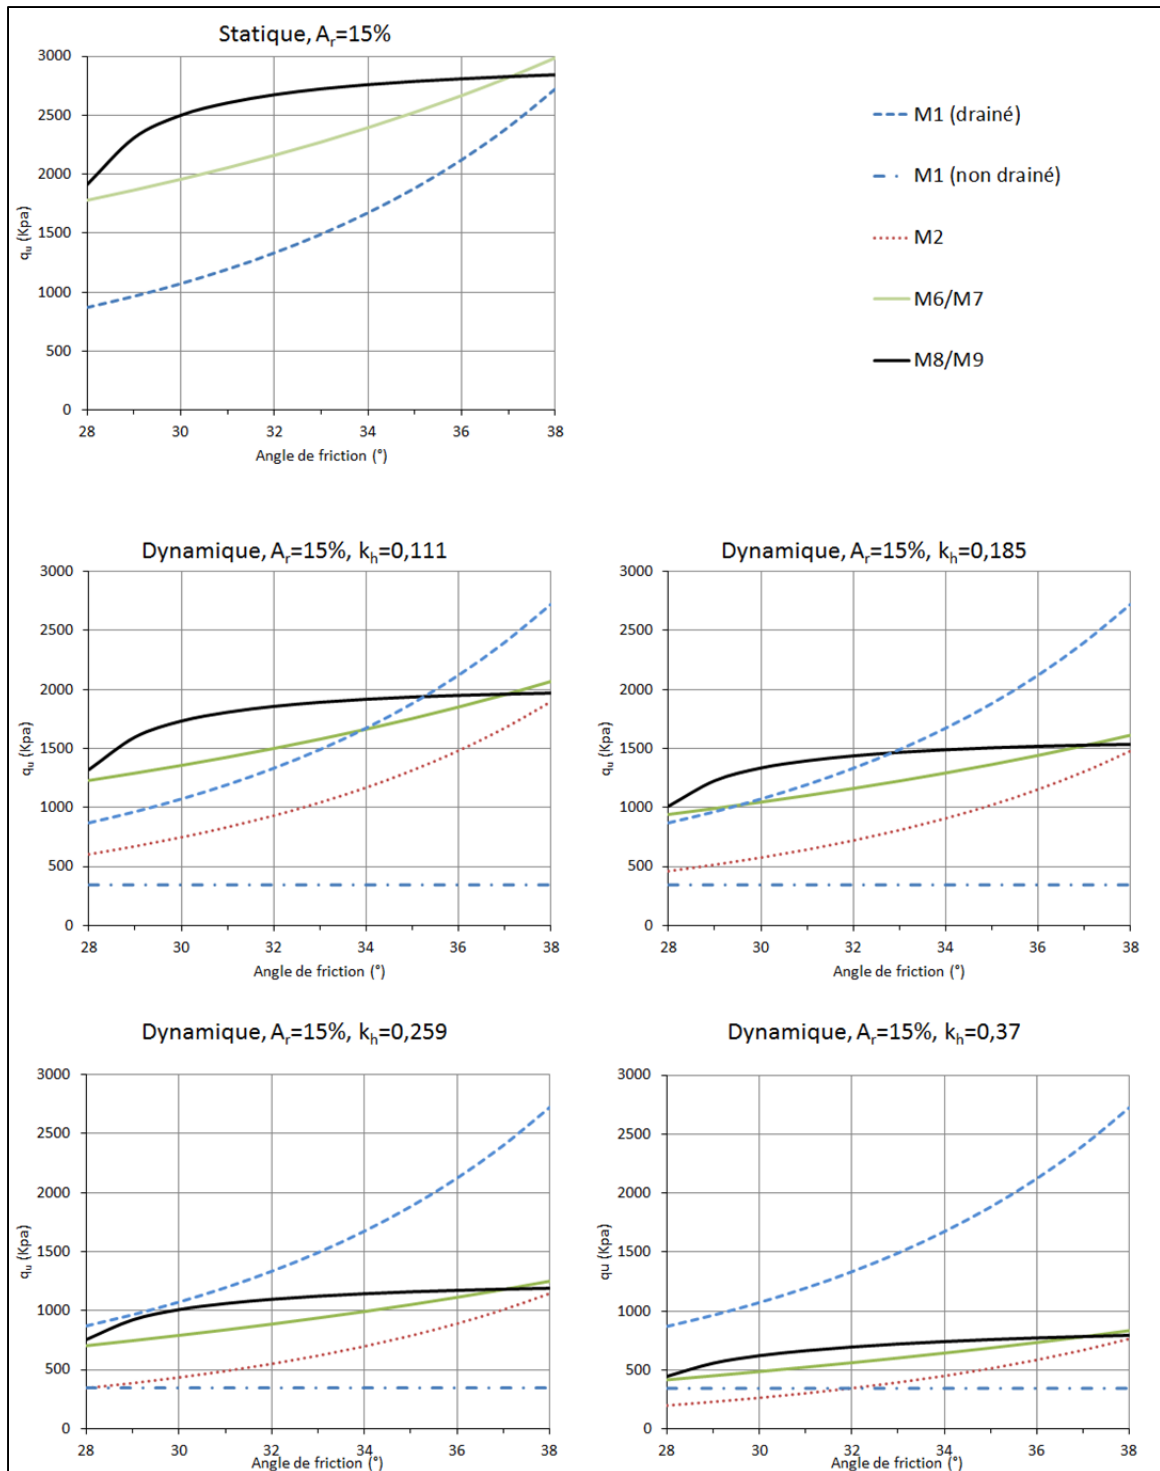 Statique, Ar=15%
3000
2500
2000
1500
1000
500
0
qu (Kpa)
28 30 32 34 36 38
Angle de friction (°)
M1 (drainé)
M1 (non drainé)
M2
M6/M7
M8/M9
Dynamique, Ar=15%, kh=0,111
3000
2500
2000
1500
1000
500
0
qu (Kpa)
28 30 32 34 36 38
Angle de friction (°)
Dynamique, Ar=15%, kh=0,185
3000
2500
2000
1500
1000
500
0
qu (Kpa)
28 30 32 34 36 38
Angle de friction (°)
Dynamique, Ar=15%, kh=0,259
3000
2500
2000
1500
1000
500
0
qu (Kpa)
28 30 32 34 36 38
Angle de friction (°)
Dynamique, Ar=15%, kh=0,37
3000
2500
2000
1500
1000
500
0
qu (Kpa)
28 30 32 34 36 38
Angle de friction (°)